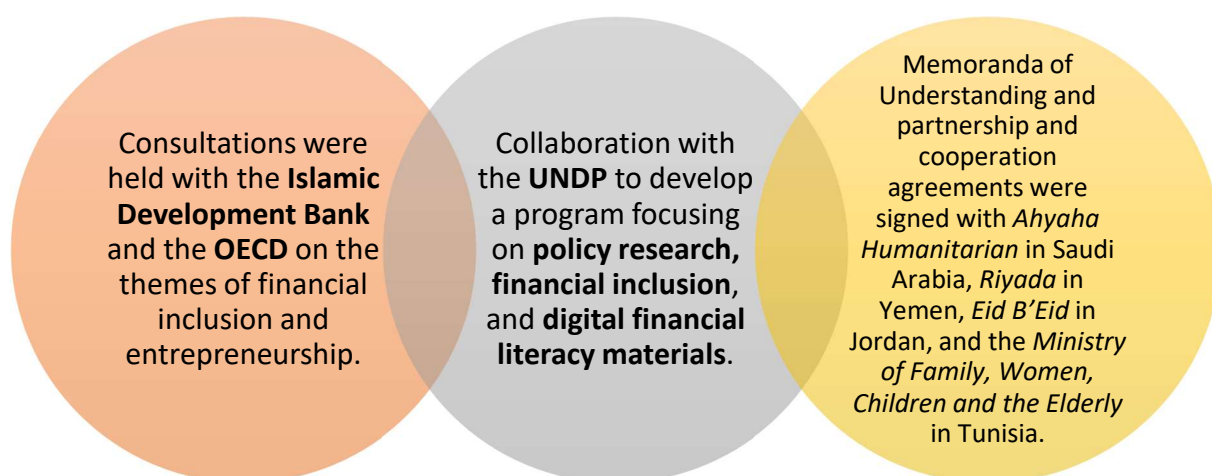 Consultations were
held with the Islamic
Development Bank
and the OECD on the
themes of financial
inclusion and
entrepreneurship.
Collaboration with
the UNDP to develop
a program focusing
on policy research,
financial inclusion,
and digital financial
literacy materials.
Memoranda of
Understanding and
partnership and
cooperation
agreements were
signed with Ahyaha
Humanitarian in Saudi
Arabia, Riyada in
Yemen, Eid B’Eid in
Jordan, and the Ministry
of Family, Women,
Children and the Elderly
in Tunisia.